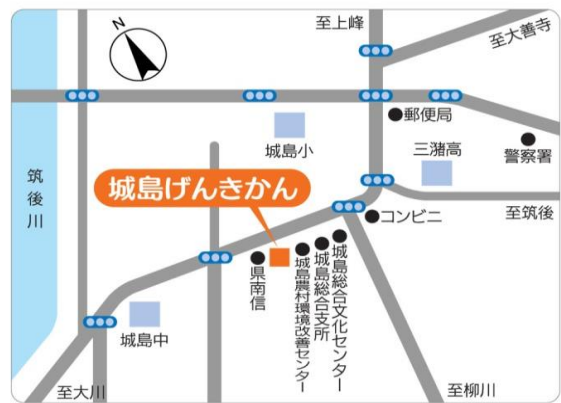 N
至上峰
至大善寺
郵便局
城島小
三潴高
警察署
筑後川
城島げんきかん
至筑後
コンビニ
県南信
城島農村環境改善センター
城島総合支所
城島総合文化センター
城島中
至大川
至柳川